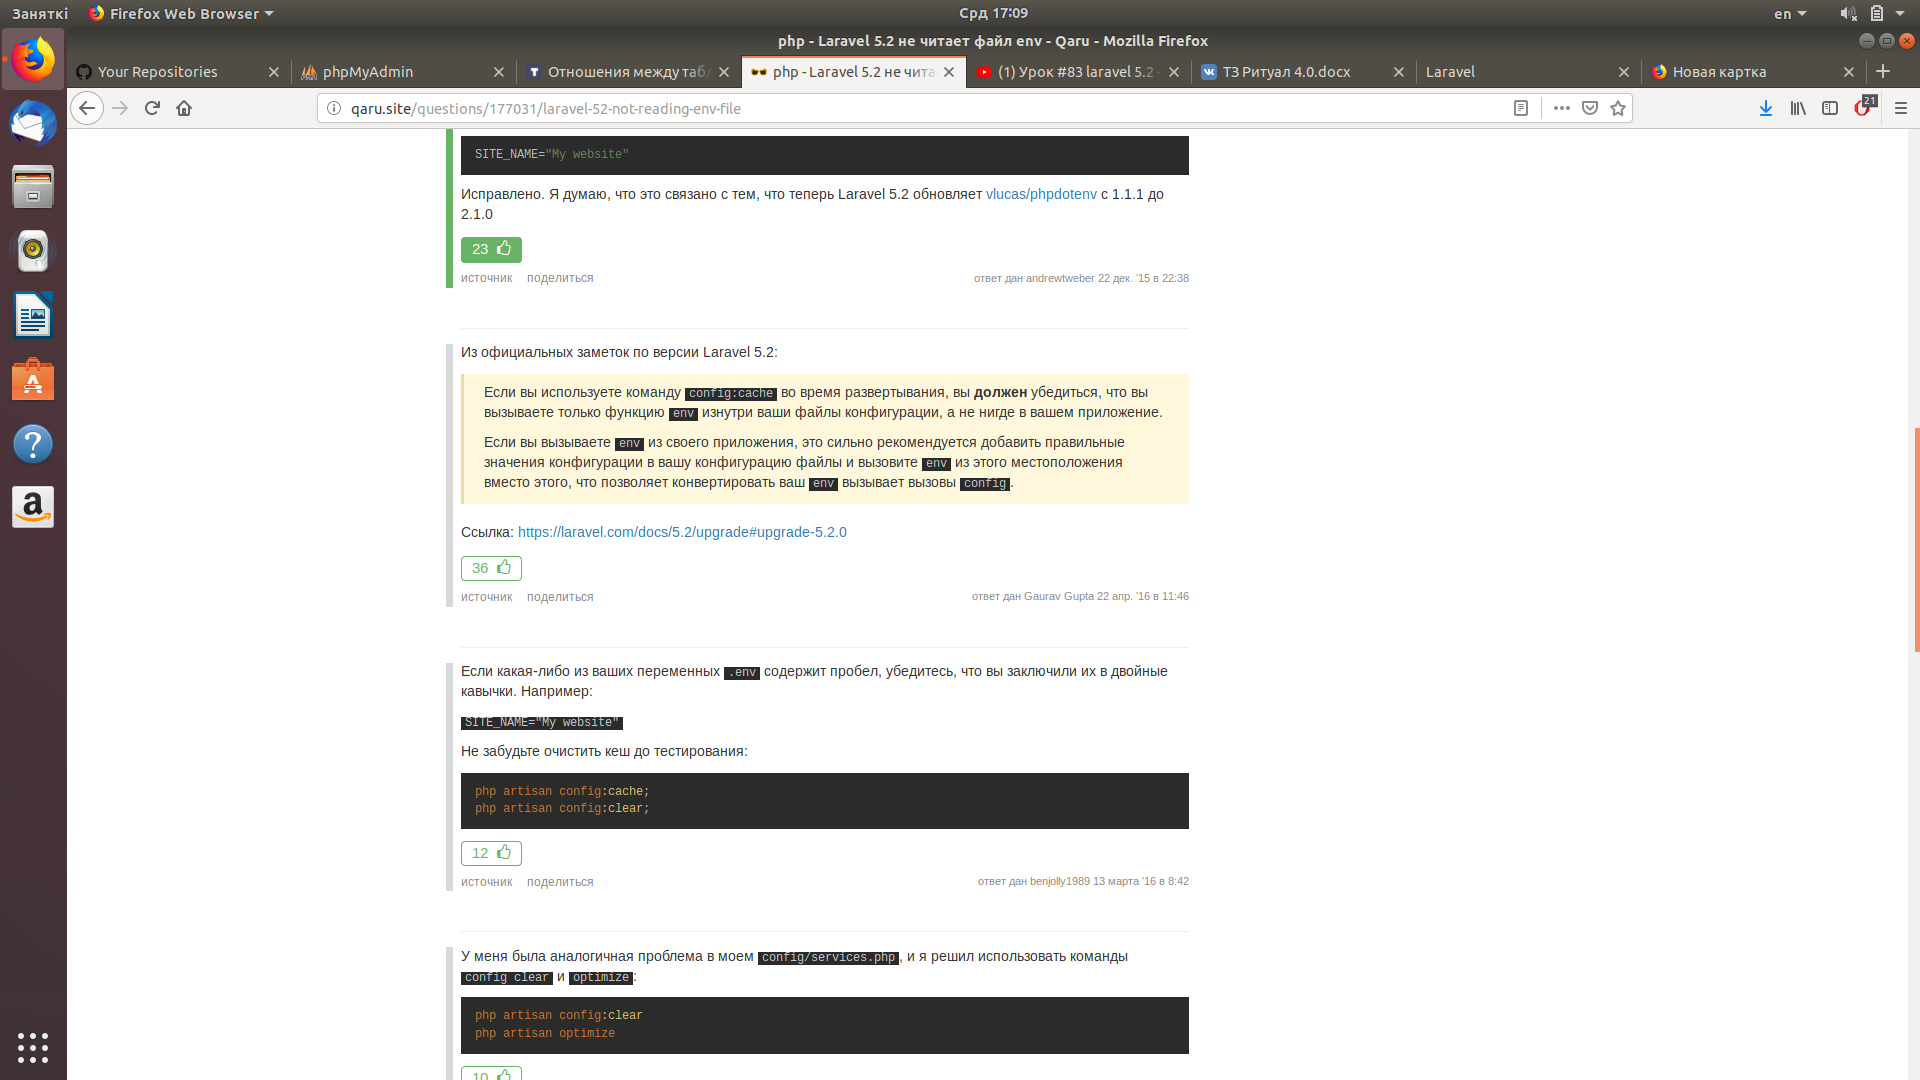 Заняткі
Firefox Web Browser
Срд 17:09
en
php - Laravel 5.2 не читает файл env - Qaru - Mozilla Firefox
Your Repositories
phpMyAdmin
Отношения между табл
php - Laravel 5.2 не чита
(1) Урок #83 laravel 5.2 -
ТЗ Ритуал 4.0.docx
Laravel
Новая картка
qaru.site/questions/177031/laravel-52-not-reading-env-file
21
SITE_NAME="My website"
Исправлено. Я думаю, что это связано с тем, что теперь Laravel 5.2 обновляет vlucas/phpdotenv с 1.1.1 до
2.1.0
23
источник поделиться
ответ дан andrewtweber 22 дек. '15 в 22:38
Из официальных заметок по версии Laravel 5.2:
Если вы используете команду config:cache во время развертывания, вы должен убедиться, что вы
вызываете только функцию env изнутри ваши файлы конфигурации, а не нигде в вашем приложение.
Если вы вызываете env из своего приложения, это сильно рекомендуется добавить правильные
значения конфигурации в вашу конфигурацию файлы и вызовите env из этого местоположения
вместо этого, что позволяет конвертировать ваш env вызывает вызовы config.
Ссылка: https://laravel.com/docs/5.2/upgrade#upgrade-5.2.0
36
источник поделиться
ответ дан Gaurav Gupta 22 апр. '16 в 11:46
Если какая-либо из ваших переменных .env содержит пробел, убедитесь, что вы заключили их в двойные
кавычки. Например:
SITE_NAME="My website"
Не забудьте очистить кеш до тестирования:
php artisan config:cache;
php artisan config:clear;
12
источник поделиться
ответ дан benjolly1989 13 марта '16 в 8:42
У меня была аналогичная проблема в моем config/services.php, и я решил использовать команды
config clear и optimize:
php artisan config:clear
php artisan optimize
10